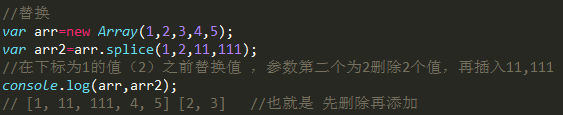 //替换
var arr=new Array(1,2,3,4,5);
var arr2=arr.splice(1,2,11,111);
//在下标为1的值（2）之前替换值 ，参数第二个为2删除2个值，再插入11,111
console.log(arr,arr2);
// [1, 11, 111, 4, 5] [2, 3]   //也就是 先删除再添加